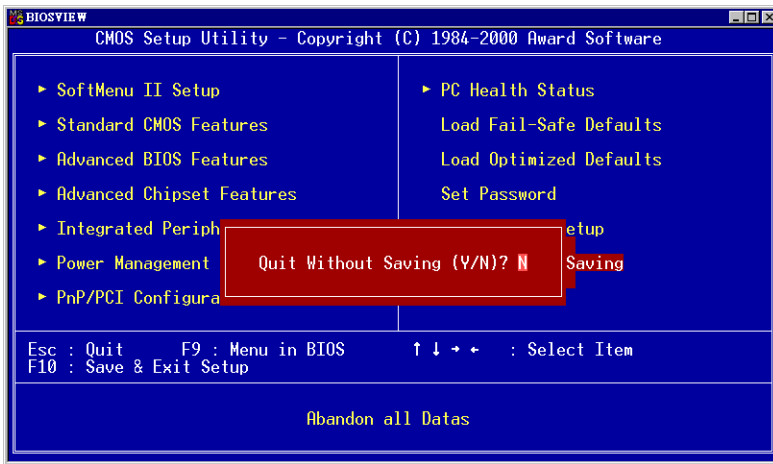 BIOSVIEW
CMOS Setup Utility - Copyright (C) 1984-2000 Award Software
► SoftMenu II Setup
► Standard CMOS Features
► Advanced BIOS Features
► Advanced Chipset Features
► Integrated Periph
► Power Management
► PnP/PCI Configura
► PC Health Status
Load Fail-Safe Defaults
Load Optimized Defaults
Set Password
etup
Saving
Quit Without Saving (Y/N)? N
Esc : Quit F9 : Menu in BIOS ↑ ↓ → ← : Select Item
F10 : Save & Exit Setup
Abandon all Datas